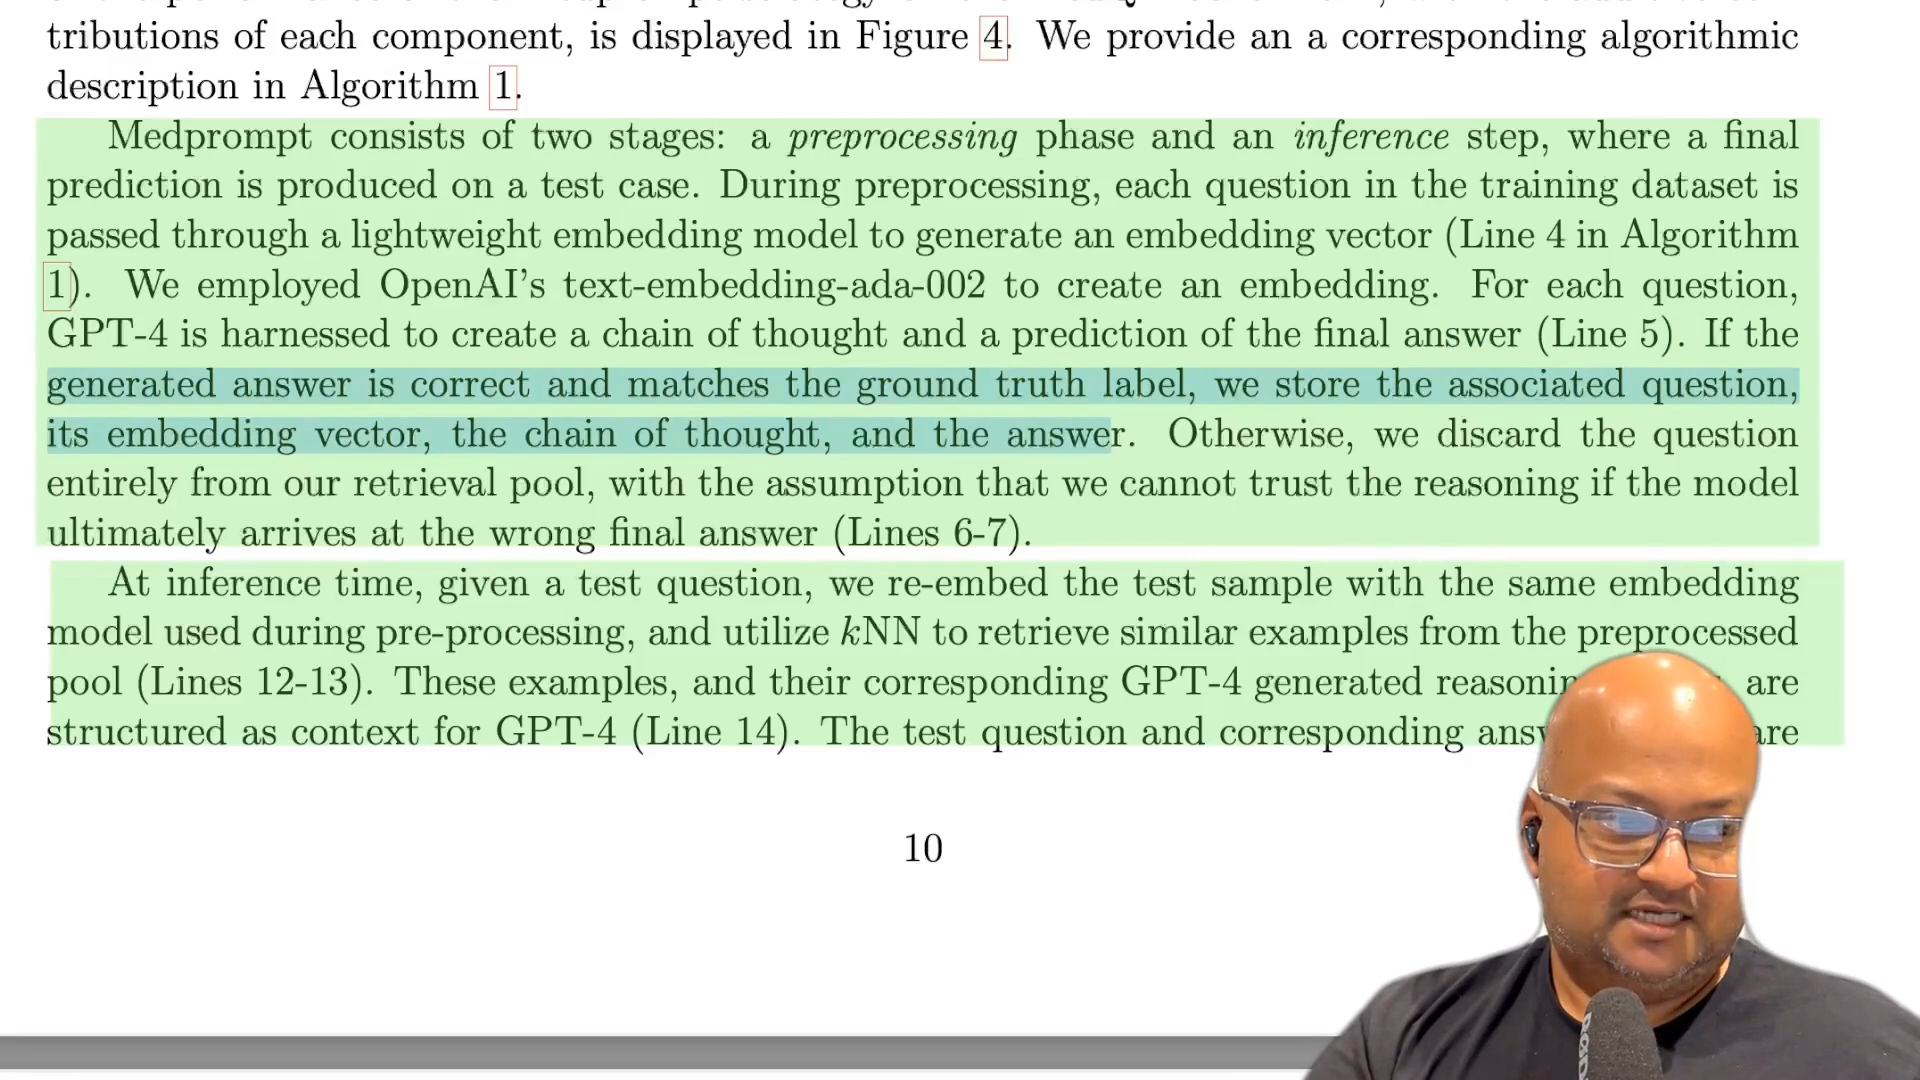 tributions of each component, is displayed in Figure 4. We provide an a corresponding algorithmic
description in Algorithm 1.
Medprompt consists of two stages: a preprocessing phase and an inference step, where a final
prediction is produced on a test case. During preprocessing, each question in the training dataset is
passed through a lightweight embedding model to generate an embedding vector (Line 4 in Algorithm
1). We employed OpenAI's text-embedding-ada-002 to create an embedding. For each question,
GPT-4 is harnessed to create a chain of thought and a prediction of the final answer (Line 5). If the
generated answer is correct and matches the ground truth label, we store the associated question,
its embedding vector, the chain of thought, and the answer. Otherwise, we discard the question
entirely from our retrieval pool, with the assumption that we cannot trust the reasoning if the model
ultimately arrives at the wrong final answer (Lines 6-7).
At inference time, given a test question, we re-embed the test sample with the same embedding
model used during pre-processing, and utilize kNN to retrieve similar examples from the preprocessed
pool (Lines 12-13). These examples, and their corresponding GPT-4 generated are
structured as context for GPT-4 (Line 14). The test question and corresponding are
10